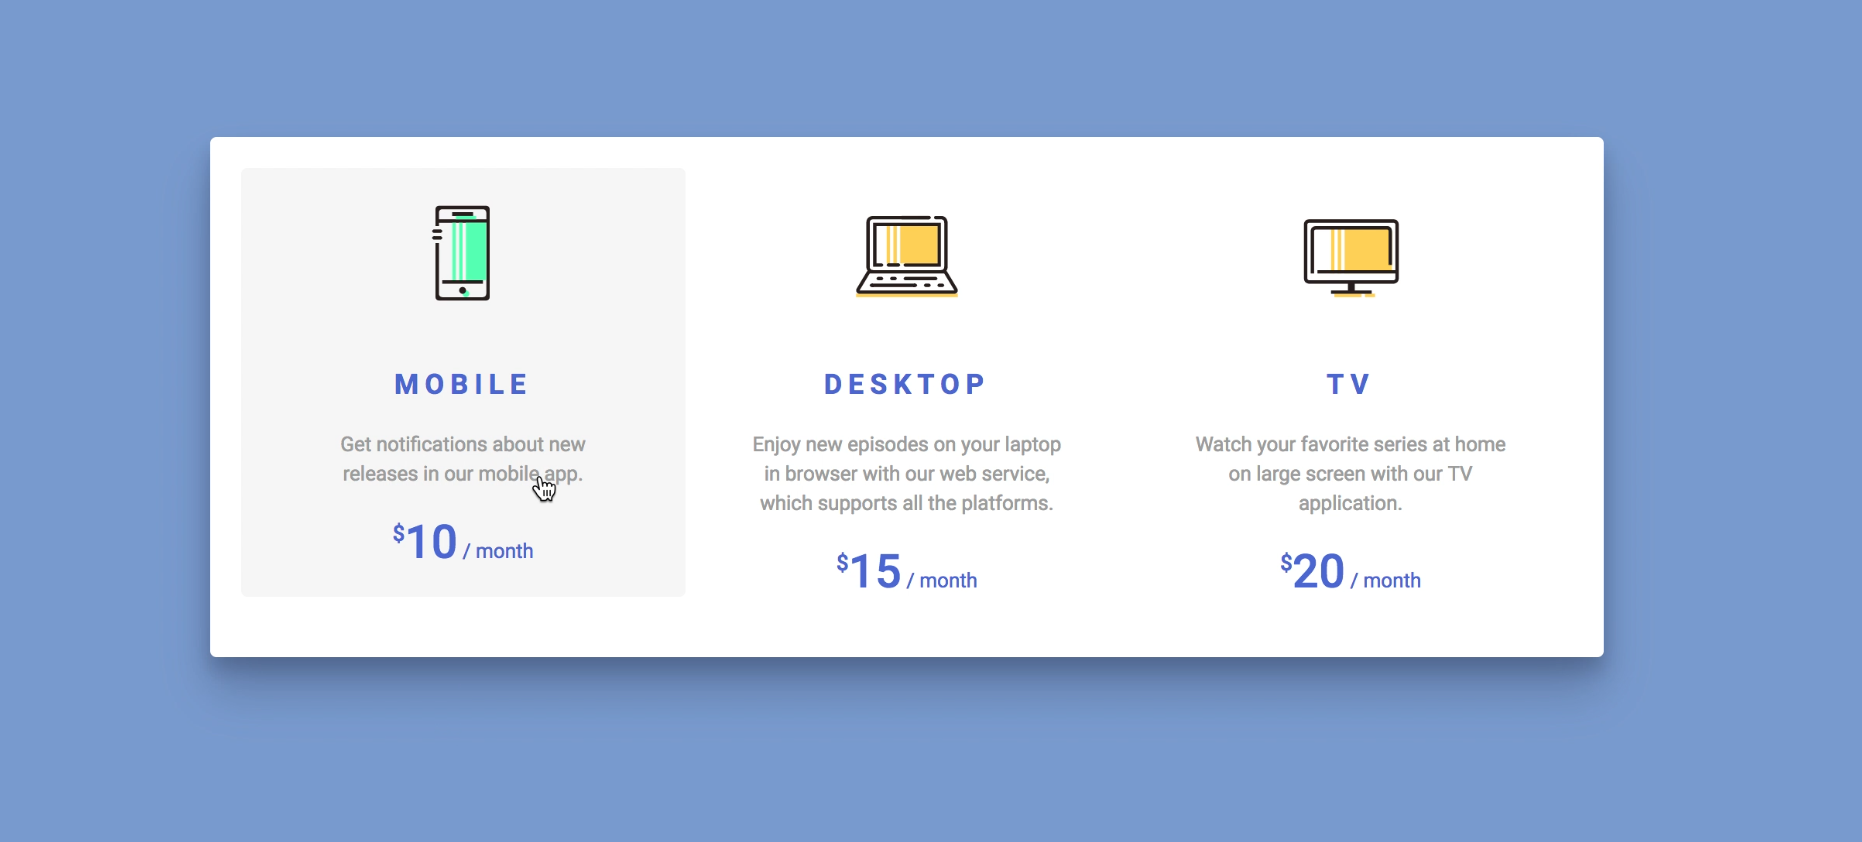 MOBILE
Get notifications about new
releases in our mobile app.
$10 / month
DESKTOP
Enjoy new episodes on your laptop
in browser with our web service,
which supports all the platforms.
$15 / month
TV
Watch your favorite series at home
on large screen with our TV
application.
$20 / month